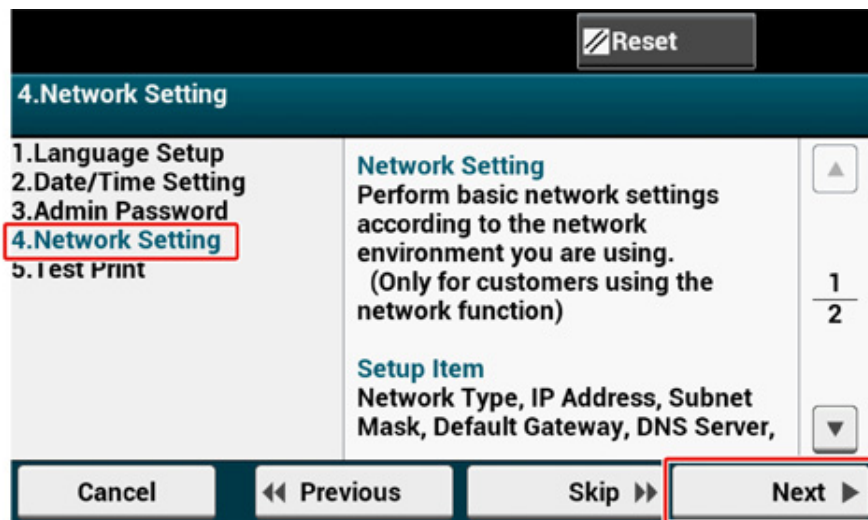 Reset
4.Network Setting
1.Language Setup
2.Date/Time Setting
3.Admin Password
4.Network Setting
5.Test Print
Network Setting
Perform basic network settings
according to the network
environment you are using.
(Only for customers using the
network function)
Setup Item
Network Type, IP Address, Subnet
Mask, Default Gateway, DNS Server,
1
2
Cancel
Previous
Skip
Next